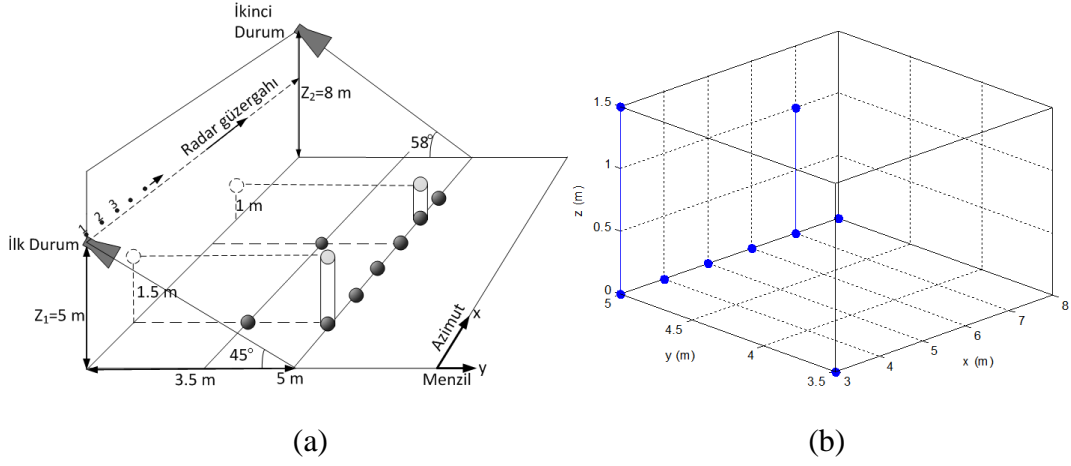 İkinci
Durum
Z₂=8 m
Radar güzergahı
58°
1 2 3
1 m
İlk Durum
1.5 m
Z₁=5 m
45°
3.5 m
5 m
Azimut
x
y
Menzil
(a)
1.5
1
0.5
0
z (m)
5
4.5
4
3.5
y (m)
3
4
5
6
7
8
x (m)
(b)